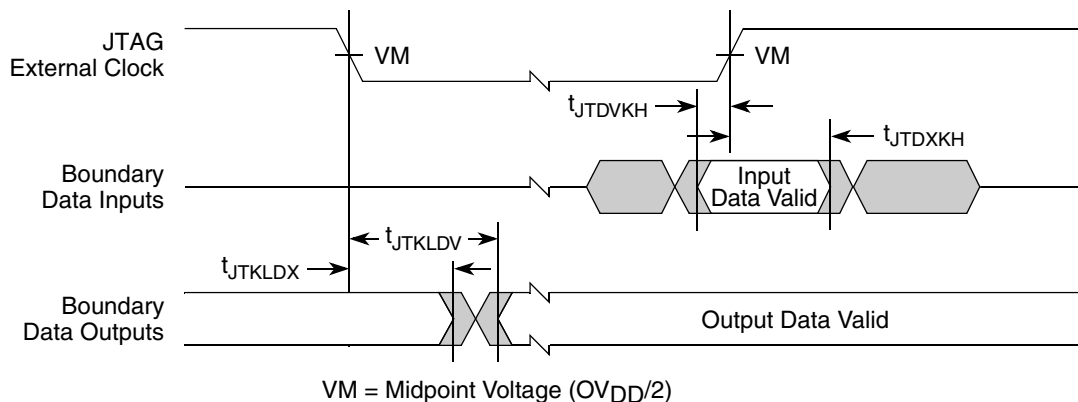 JTAG
External Clock
VM
VM
tJTDVKH
tJTDXKH
Boundary
Data Inputs
Input
Data Valid
tJTKLDV
tJTKLDX
Boundary
Data Outputs
Output Data Valid
VM = Midpoint Voltage (OVDD/2)